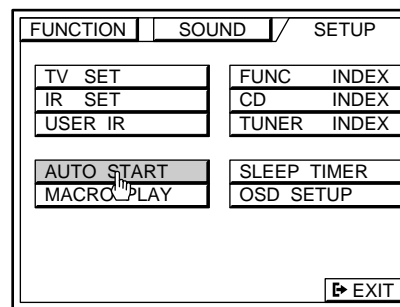 FUNCTION SOUND SETUP
TV SET FUNC INDEX
IR SET CD INDEX
USER IR TUNER INDEX
AUTO START SLEEP TIMER
MACRO PLAY OSD SETUP
EXIT